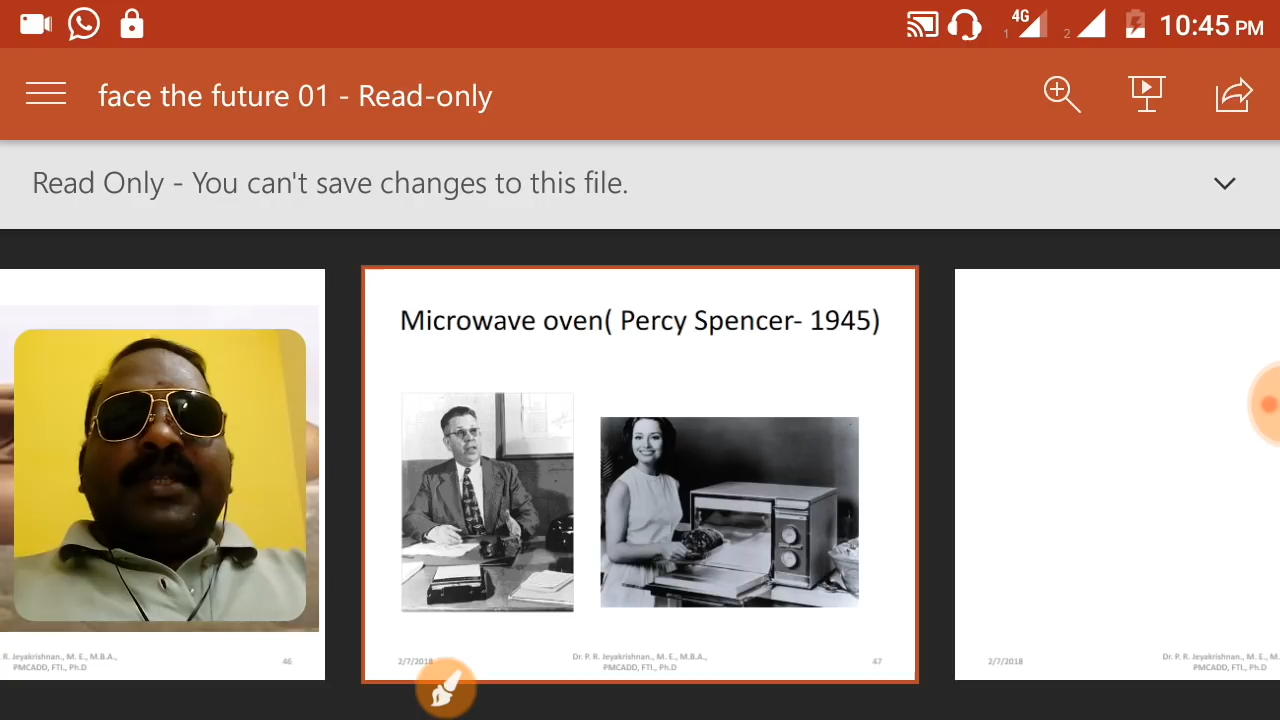 4G
1
2
10:45 PM
face the future 01 - Read-only
Read Only - You can't save changes to this file.
Microwave oven( Percy Spencer- 1945)
R. Jeyakrishnan., M. E., M.B.A.,
PMCADD, FTI., Ph.D
46
2/7/2018
Dr. P. R. Jeyakrishnan., M. E., M.B.A.,
PMCADD, FTI., Ph.D
47
2/7/2018
Dr. P. R. Jeyakrishnan., M. E., M.
PMCADD, FTI., Ph.D